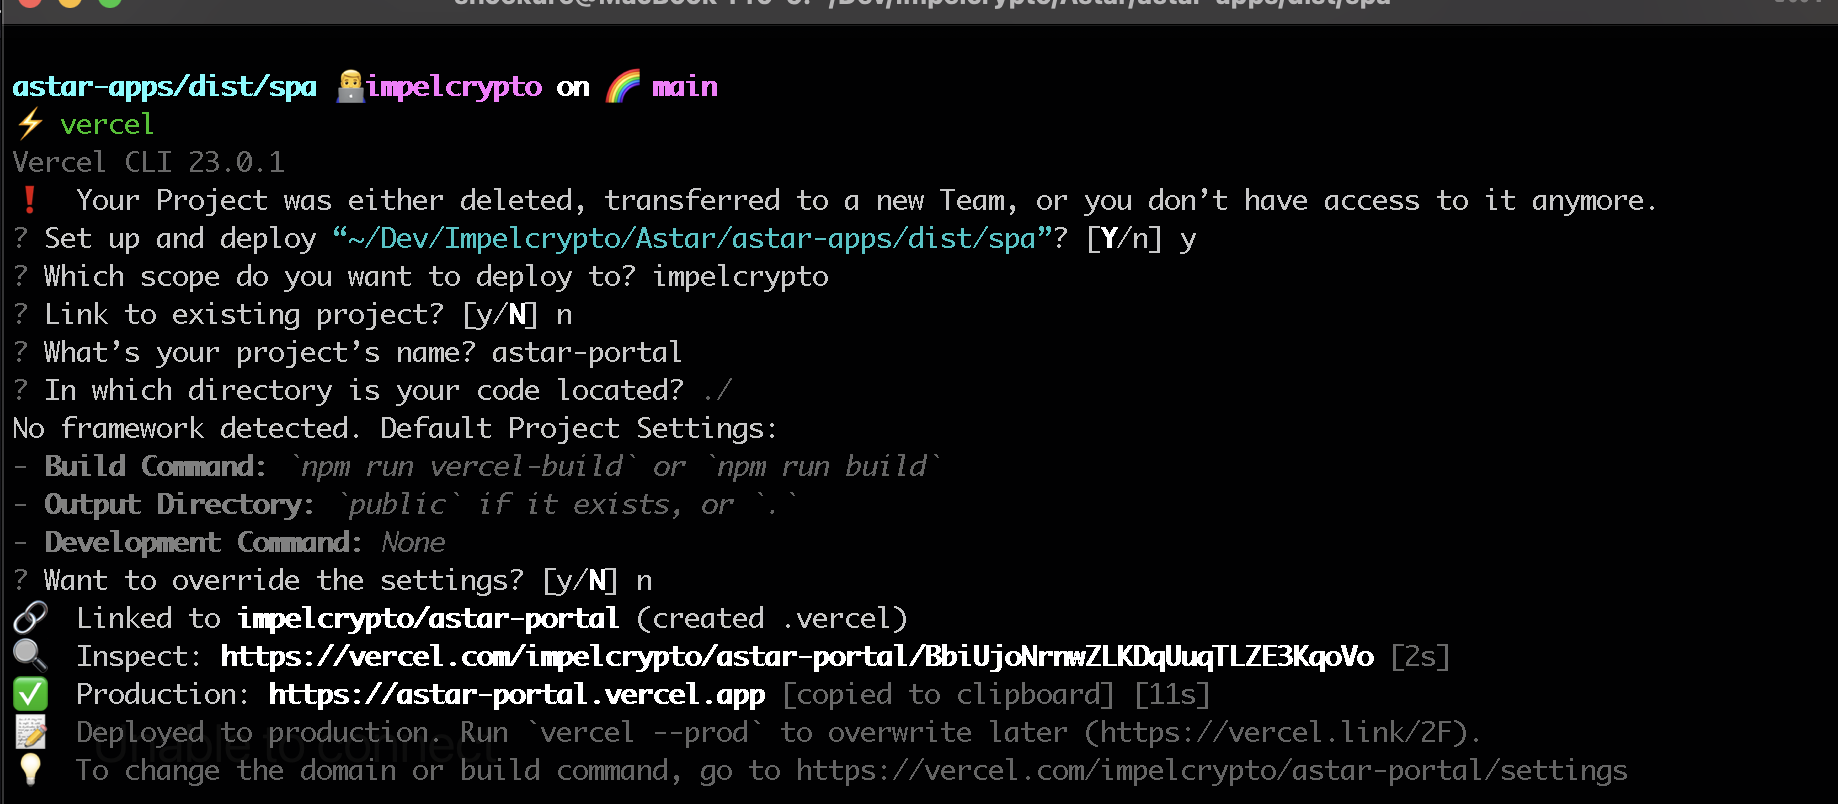 astar-apps/dist/spa 👨‍💻impelcrypto on 🌈 main
⚡ vercel
Vercel CLI 23.0.1
❗ Your Project was either deleted, transferred to a new Team, or you don’t have access to it anymore.
? Set up and deploy “~/Dev/Impelcrypto/Astar/astar-apps/dist/spa”? [Y/n] y
? Which scope do you want to deploy to? impelcrypto
? Link to existing project? [y/N] n
? What’s your project’s name? astar-portal
? In which directory is your code located? ./
No framework detected. Default Project Settings:
- Build Command: `npm run vercel-build` or `npm run build`
- Output Directory: `public` if it exists, or `.`
- Development Command: None
? Want to override the settings? [y/N] n
🔗 Linked to impelcrypto/astar-portal (created .vercel)
🔍 Inspect: https://vercel.com/impelcrypto/astar-portal/BbiUjoNrnwZLKDqUuqTLZE3KqoVo [2s]
✅ Production: https://astar-portal.vercel.app [copied to clipboard] [11s]
📝 Deployed to production. Run `vercel --prod` to overwrite later (https://vercel.link/2F).
Unable to connect
💡 To change the domain or build command, go to https://vercel.com/impelcrypto/astar-portal/settings